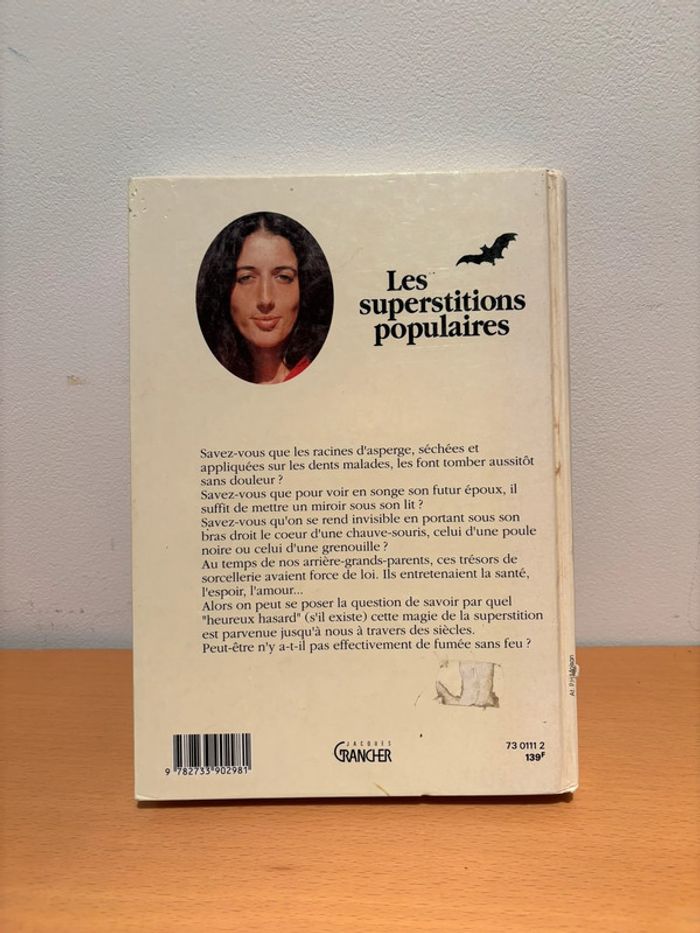 Les
superstitions
populaires
Savez-vous que les racines d'asperge, séchées et
appliquées sur les dents malades, les font tomber aussitôt
sans douleur ?
Savez-vous que pour voir en songe son futur époux, il
suffit de mettre un miroir sous son lit ?
Savez-vous qu'on se rend invisible en portant sous son
bras droit le coeur d'une chauve-souris, celui d'une poule
noire ou celui d'une grenouille ?
Au temps de nos arrière-grands-parents, ces trésors de
sorcellerie avaient force de loi. Ils entretenaient la santé,
l'espoir, l'amour...
Alors on peut se poser la question de savoir par quel
"heureux hasard" (s'il existe) cette magie de la superstition
est parvenue jusqu'à nous à travers des siècles.
Peut-être n'y a-t-il pas effectivement de fumée sans feu ?
9 782733 902981
JACQUES
GRANCHER
73 0111 2
139F